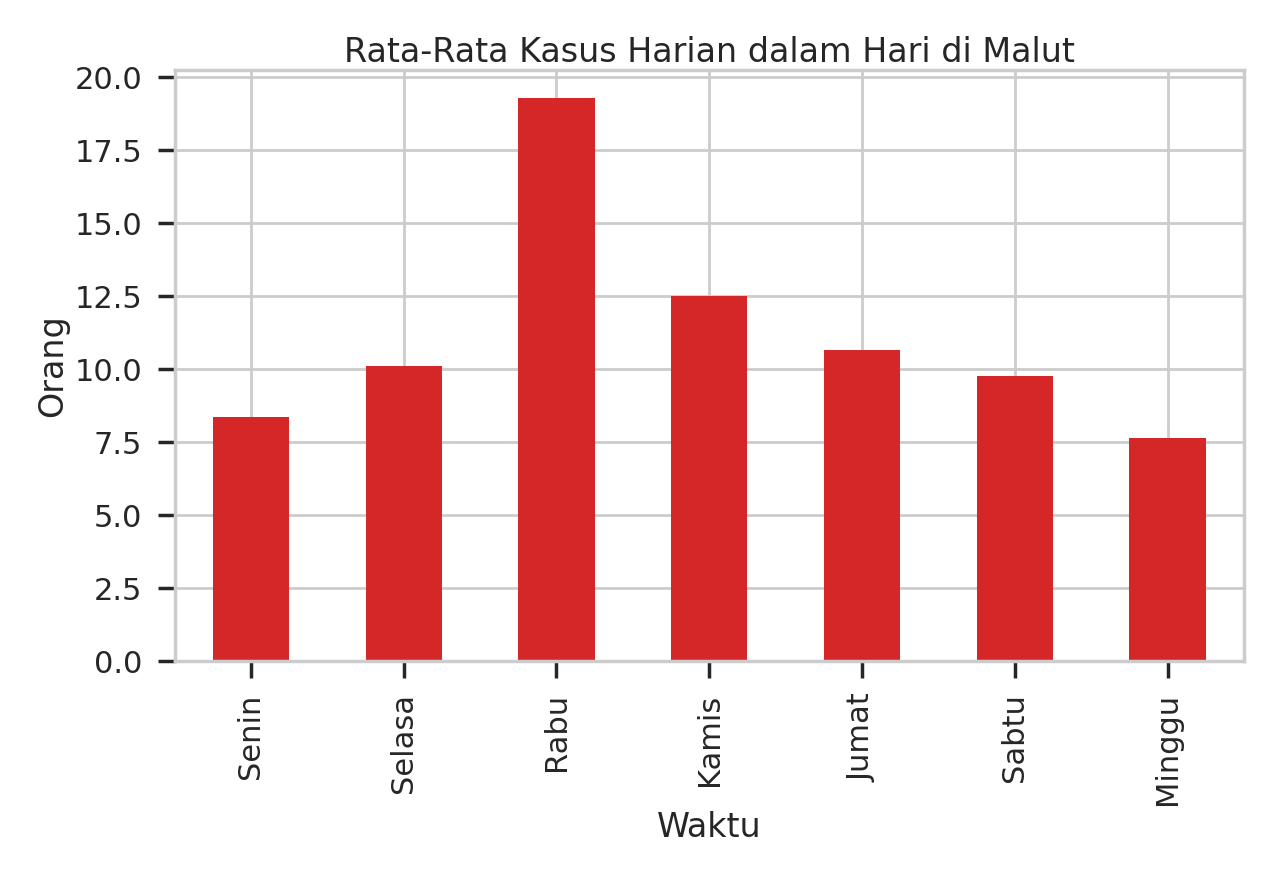 Rata-Rata Kasus Harian dalam Hari di Malut
20.0
17.5
15.0
12.5
10.0
7.5
5.0
2.5
0.0
Orang
Senin
Selasa
Rabu
Kamis
Jumat
Sabtu
Minggu
Waktu